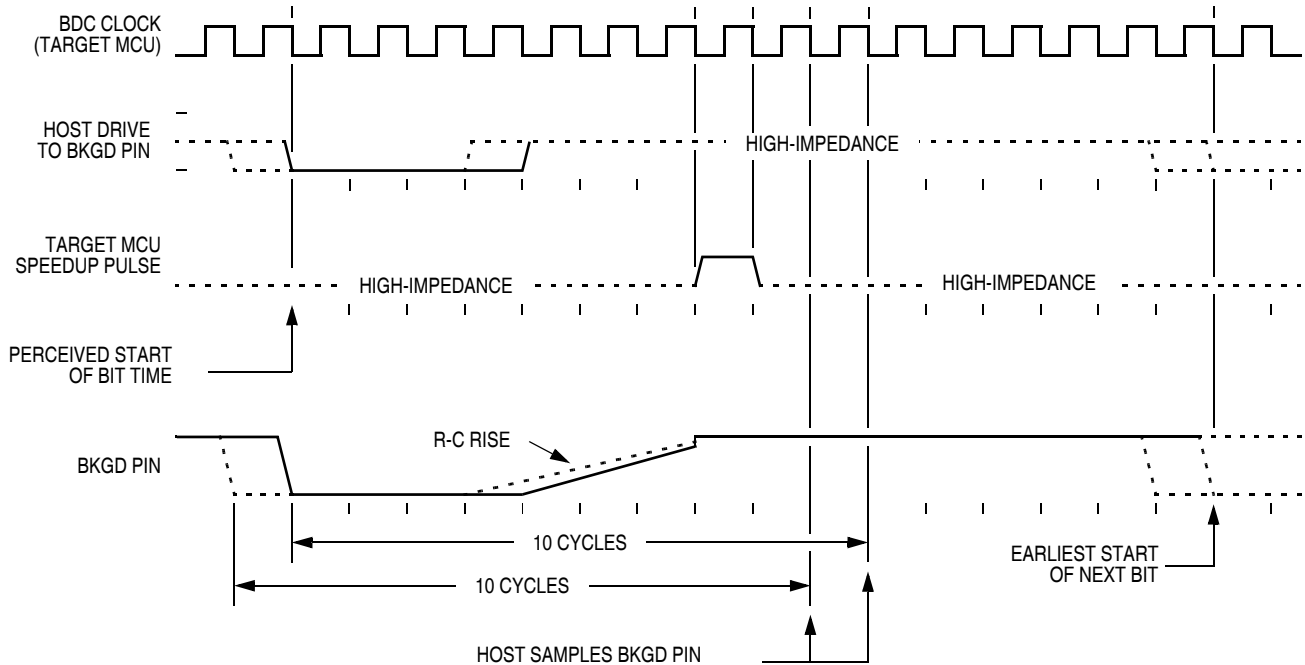 BDC CLOCK
(TARGET MCU)
HOST DRIVE
TO BKGD PIN
HIGH-IMPEDANCE
TARGET MCU
SPEEDUP PULSE
HIGH-IMPEDANCE
HIGH-IMPEDANCE
PERCEIVED START
OF BIT TIME
R-C RISE
BKGD PIN
10 CYCLES
10 CYCLES
EARLIEST START
OF NEXT BIT
HOST SAMPLES BKGD PIN